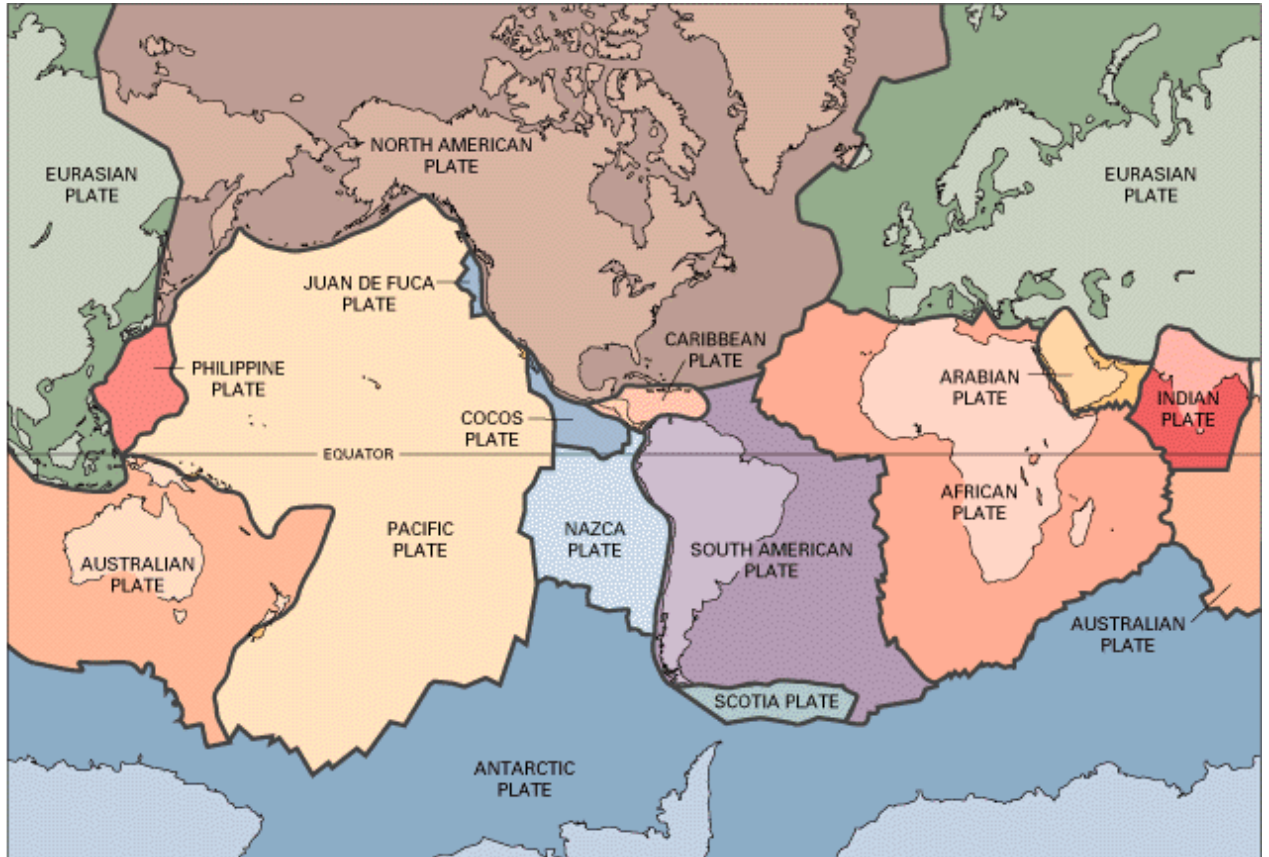 NORTH AMERICAN
PLATE
EURASIAN
PLATE
EURASIAN
PLATE
JUAN DE FUCA
PLATE
CARIBBEAN
PLATE
PHILIPPINE
PLATE
ARABIAN
PLATE
INDIAN
PLATE
COCOS
PLATE
EQUATOR
AFRICAN
PLATE
PACIFIC
PLATE
NAZCA
PLATE
SOUTH AMERICAN
PLATE
AUSTRALIAN
PLATE
AUSTRALIAN
PLATE
SCOTIA PLATE
ANTARCTIC
PLATE